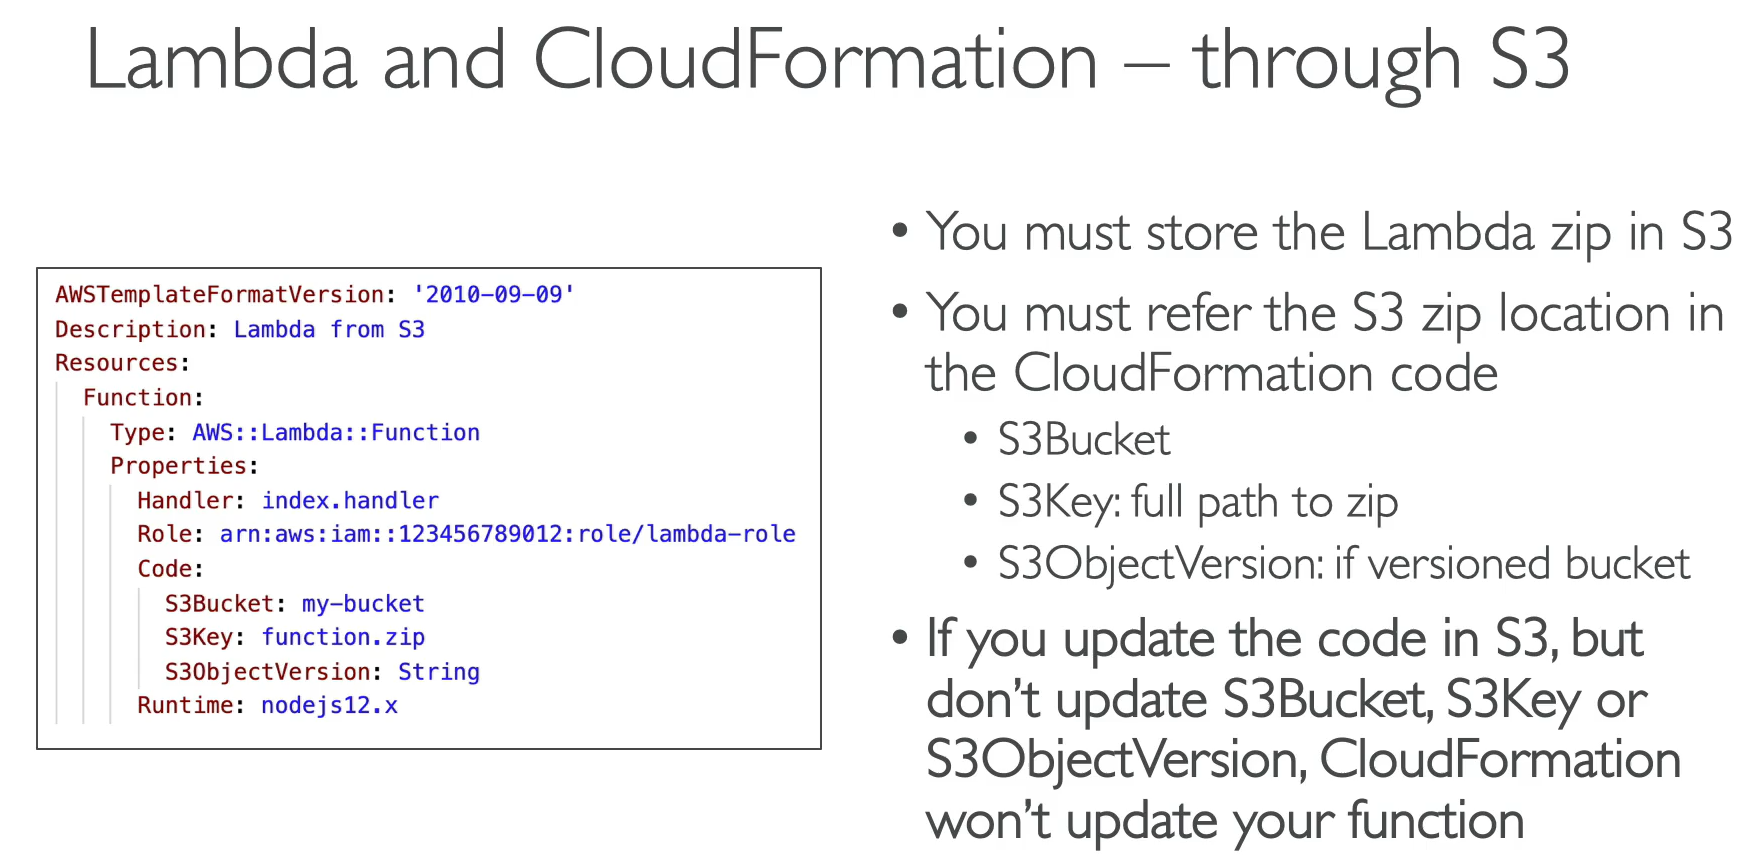 Lambda and CloudFormation – through S3
AWSTemplateFormatVersion: '2010-09-09'
Description: Lambda from S3
Resources:
Function:
Type: AWS::Lambda::Function
Properties:
Handler: index.handler
Role: arn:aws:iam::123456789012:role/lambda-role
Code:
S3Bucket: my-bucket
S3Key: function.zip
S3ObjectVersion: String
Runtime: nodejs12.x
• You must store the Lambda zip in S3
• You must refer the S3 zip location in
the CloudFormation code
• S3Bucket
• S3Key: full path to zip
• S3ObjectVersion: if versioned bucket
• If you update the code in S3, but
don’t update S3Bucket, S3Key or
S3ObjectVersion, CloudFormation
won’t update your function